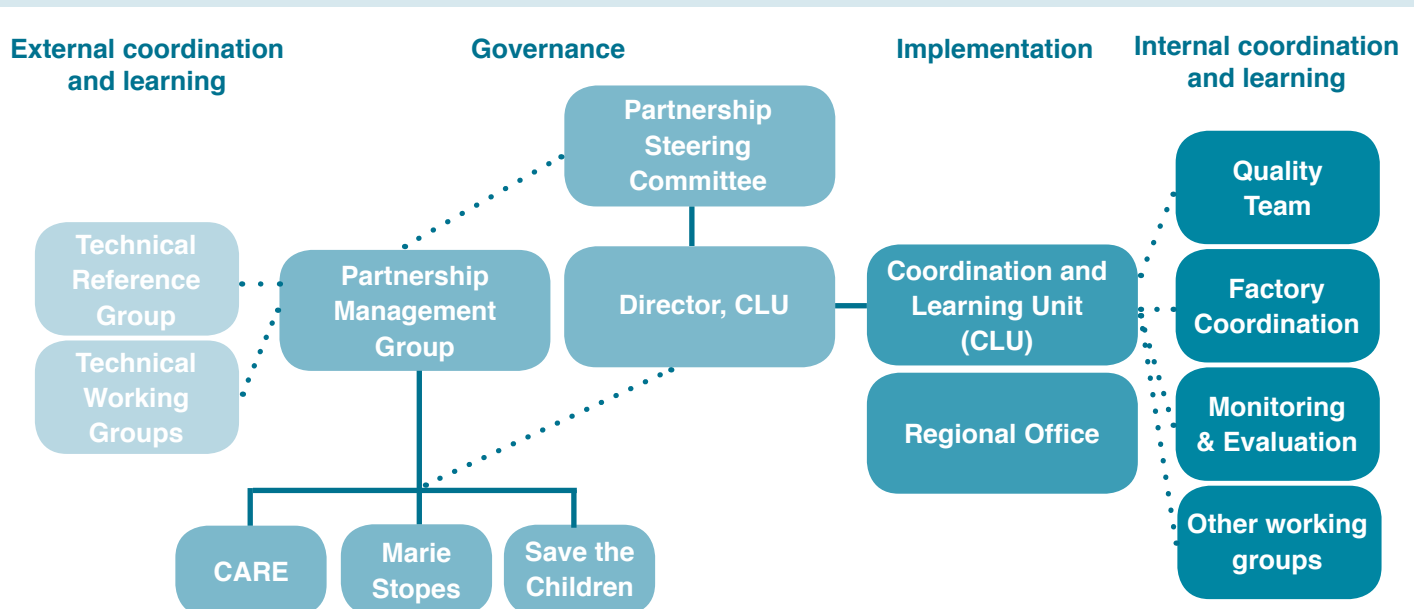 External coordination
and learning
Governance
Implementation
Internal coordination
and learning
Partnership
Steering
Committee
Quality
Team
Technical
Reference
Group
Partnership
Management
Group
Director, CLU
Coordination and
Learning Unit
(CLU)
Factory
Coordination
Technical
Working
Groups
Regional Office
Monitoring
& Evaluation
CARE
Marie
Stopes
Save the
Children
Other working
groups